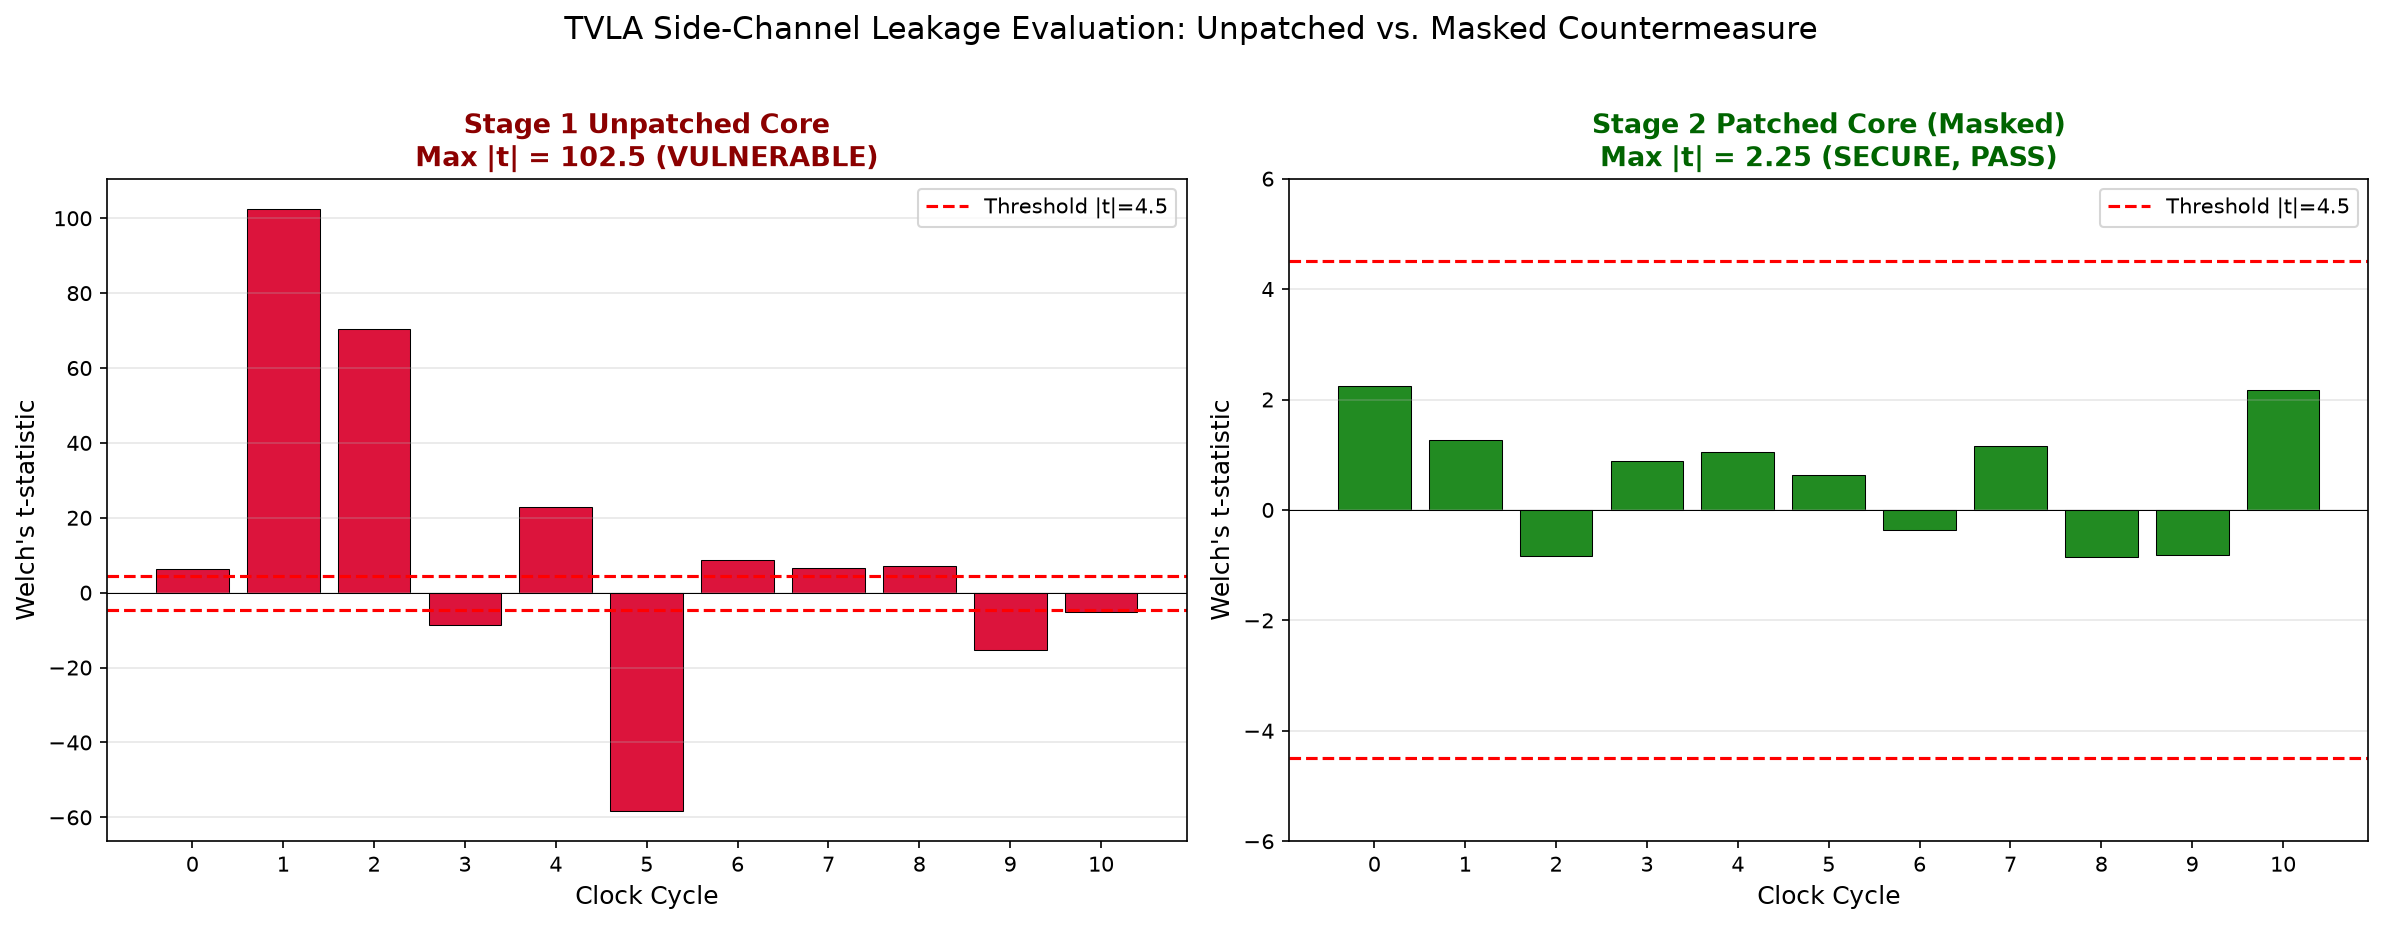 TVLA Side-Channel Leakage Evaluation: Unpatched vs. Masked Countermeasure
Stage 1 Unpatched Core
Max |t| = 102.5 (VULNERABLE)
Threshold |t|=4.5
Welch's t-statistic
100
80
60
40
20
0
−20
−40
−60
0 1 2 3 4 5 6 7 8 9 10
Clock Cycle
Stage 2 Patched Core (Masked)
Max |t| = 2.25 (SECURE, PASS)
Threshold |t|=4.5
Welch's t-statistic
6
4
2
0
−2
−4
−6
0 1 2 3 4 5 6 7 8 9 10
Clock Cycle